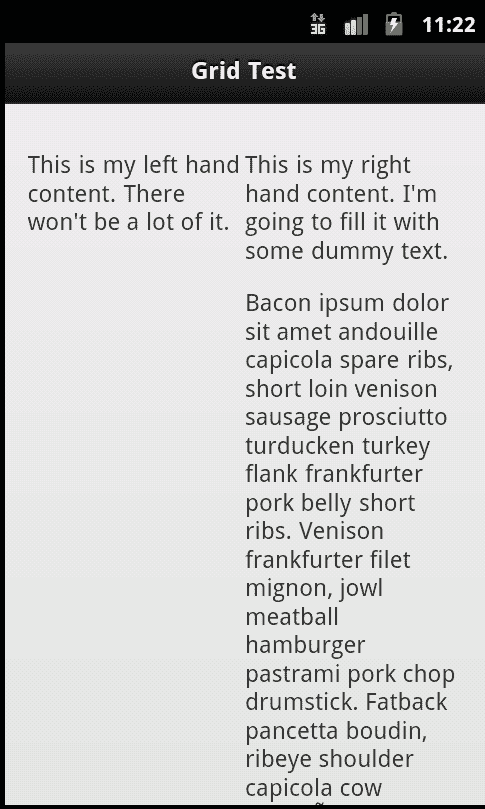 3G 11:22
Grid Test
This is my left hand
content. There
won't be a lot of it.
This is my right
hand content. I'm
going to fill it with
some dummy text.
Bacon ipsum dolor
sit amet andouille
capicola spare ribs,
short loin venison
sausage prosciutto
turducken turkey
flank frankfurter
pork belly short
ribs. Venison
frankfurter filet
mignon, jowl
meatball
hamburger
pastrami pork chop
drumstick. Fatback
pancetta boudin,
ribeye shoulder
capicola cow